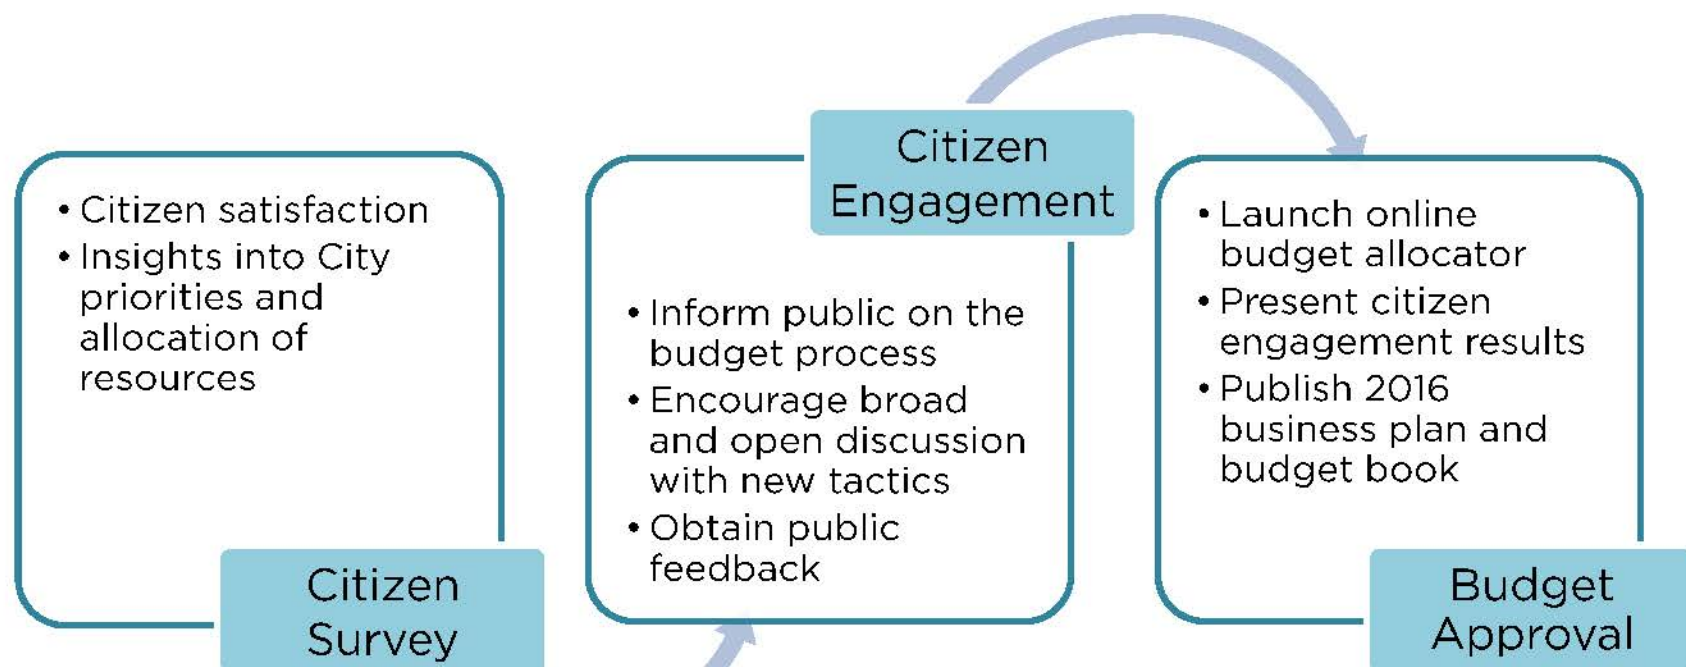 • Citizen satisfaction
• Insights into City
priorities and
allocation of
resources
Citizen
Survey
Citizen
Engagement
• Inform public on the
budget process
• Encourage broad
and open discussion
with new tactics
• Obtain public
feedback
• Launch online
budget allocator
• Present citizen
engagement results
• Publish 2016
business plan and
budget book
Budget
Approval